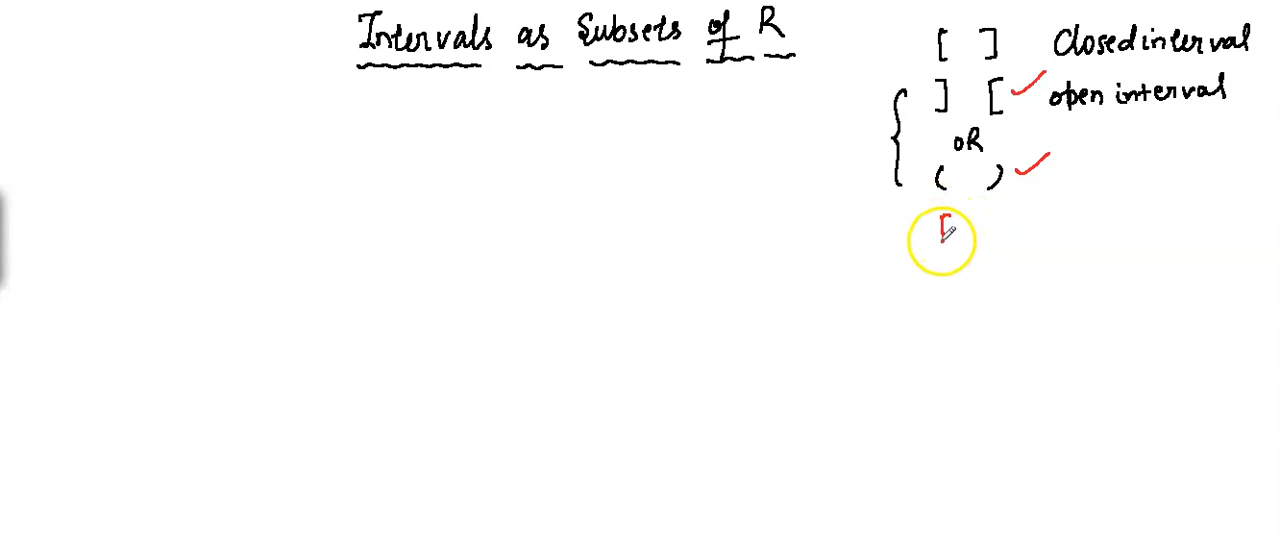 Intervals as Subsets of R
[ ] Closed interval
] [ open interval
OR
( )
[